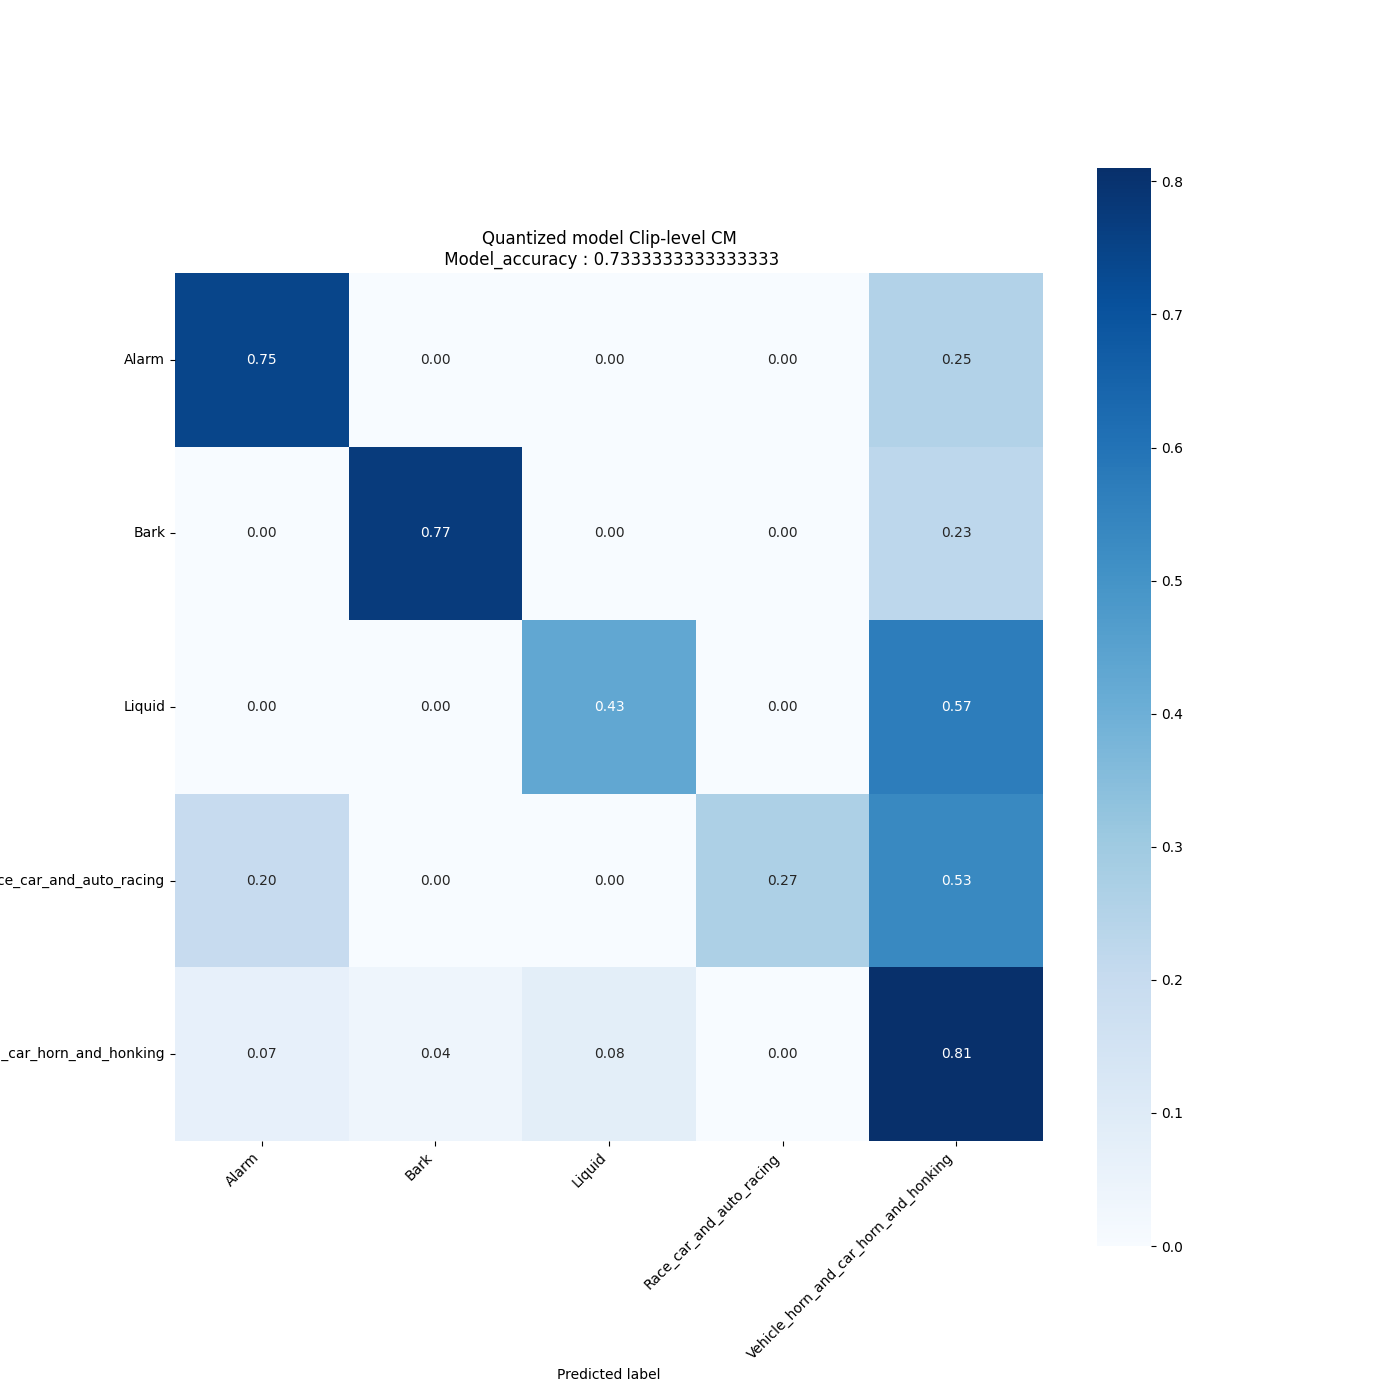 Quantized model Clip-level CM
Model_accuracy : 0.7333333333333333
Alarm 0.75 0.00 0.00 0.00 0.25
Bark 0.00 0.77 0.00 0.00 0.23
Liquid 0.00 0.00 0.43 0.00 0.57
ce_car_and_auto_racing 0.20 0.00 0.00 0.27 0.53
_car_horn_and_honking 0.07 0.04 0.08 0.00 0.81
Alarm
Bark
Liquid
Race_car_and_auto_racing
Vehicle_horn_and_car_horn_and_honking
Predicted label
0.8
0.7
0.6
0.5
0.4
0.3
0.2
0.1
0.0